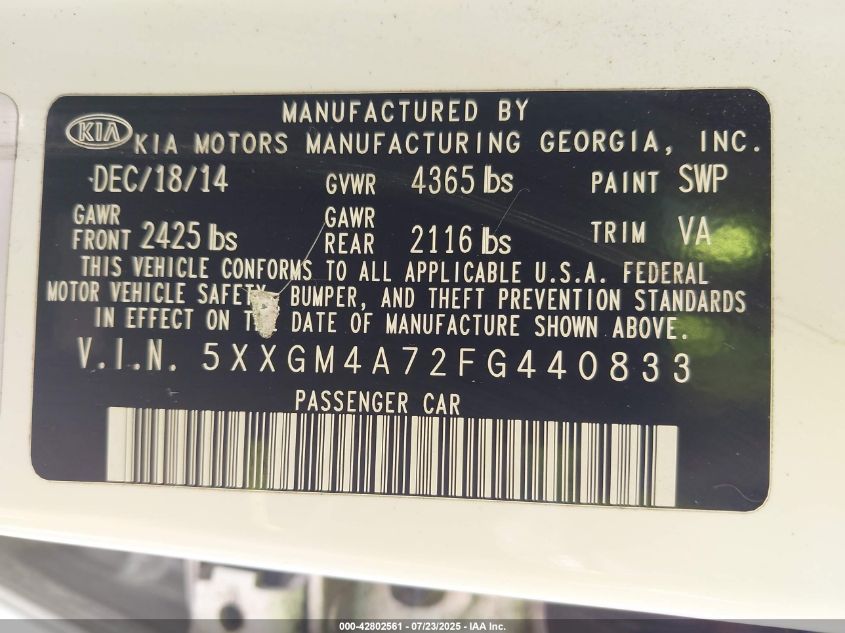 MANUFACTURED BY
KIA KIA MOTORS MANUFACTURING GEORGIA, INC.
DEC/18/14 GVWR 4365 lbs PAINT SWP
GAWR FRONT 2425 lbs GAWR REAR 2116 lbs TRIM VA
THIS VEHICLE CONFORMS TO ALL APPLICABLE U.S.A. FEDERAL
MOTOR VEHICLE SAFETY, BUMPER, AND THEFT PREVENTION STANDARDS
IN EFFECT ON THE DATE OF MANUFACTURE SHOWN ABOVE.
V.I.N. 5XXGM4A72FG440833
PASSENGER CAR
000-42802561 - 07/23/2025 - IAA Inc.